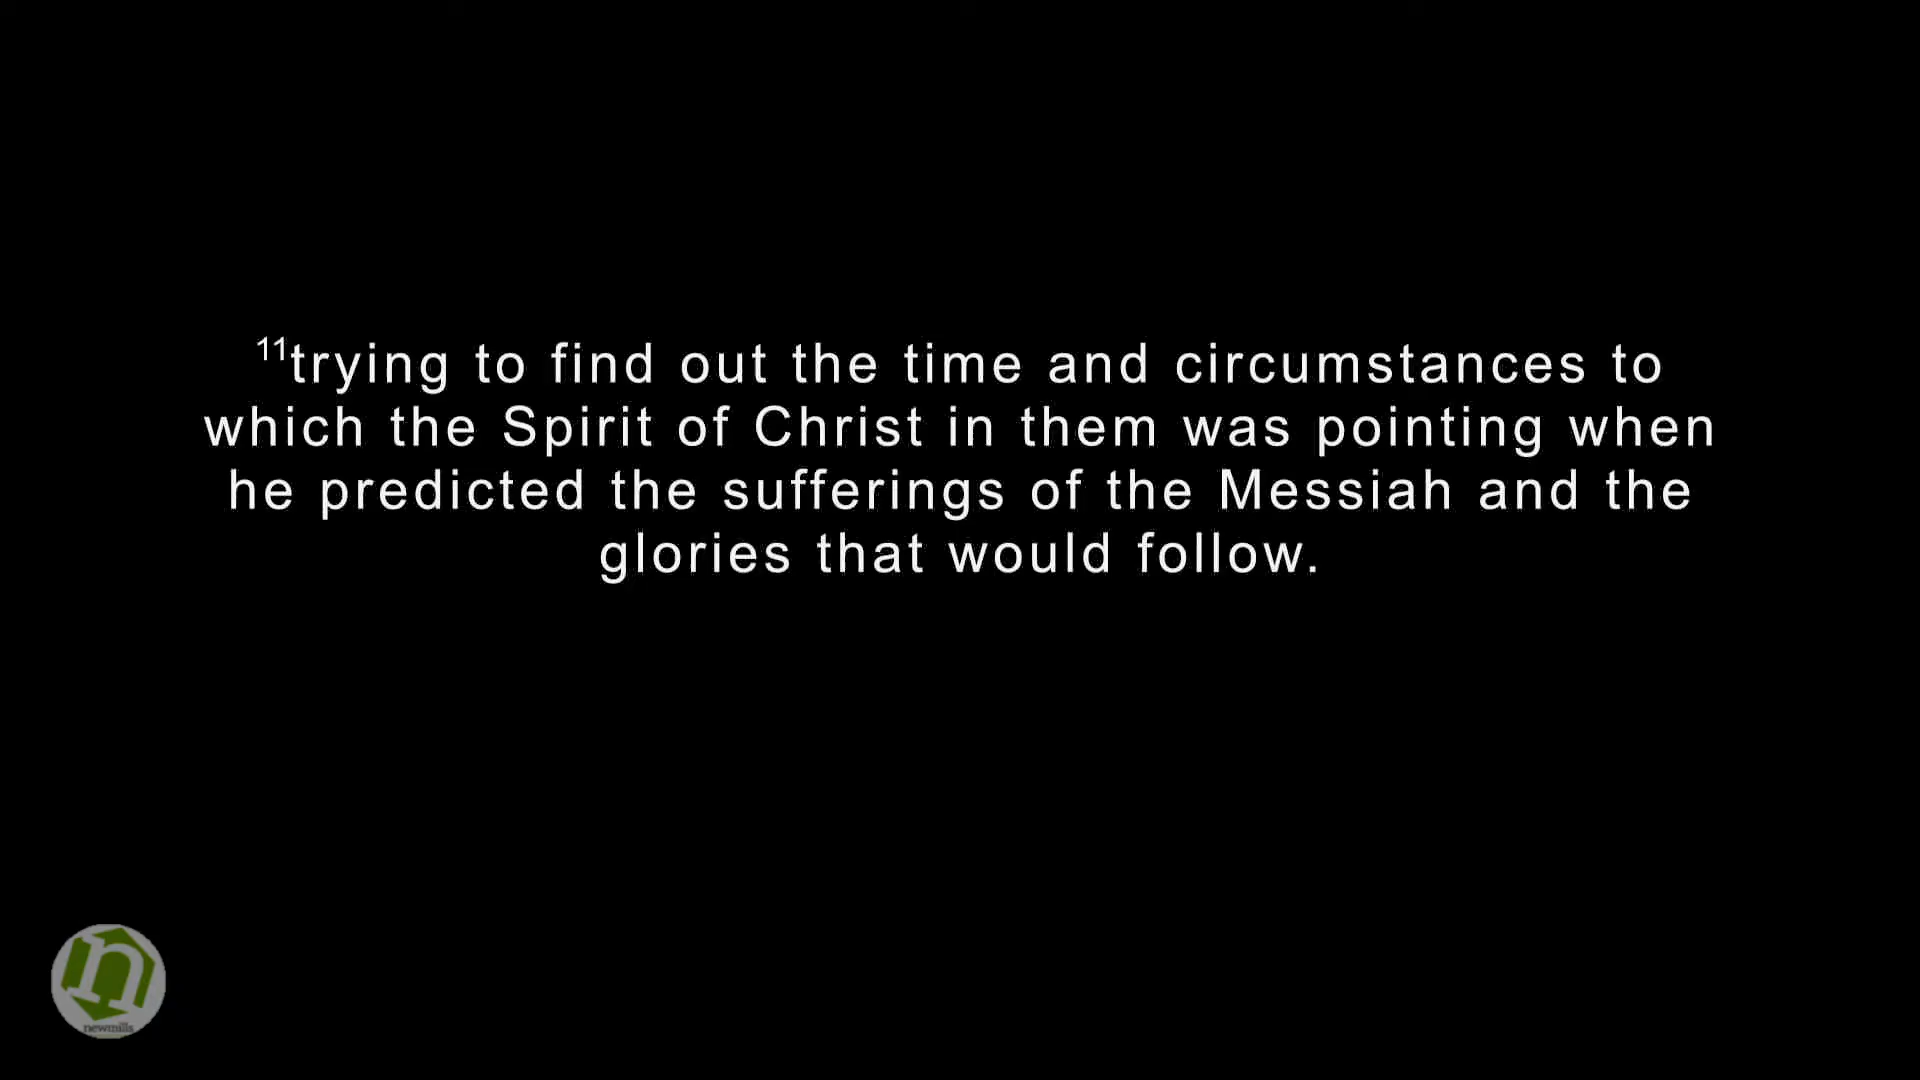 11trying to find out the time and circumstances to
which the Spirit of Christ in them was pointing when
he predicted the sufferings of the Messiah and the
glories that would follow.
n
newmills